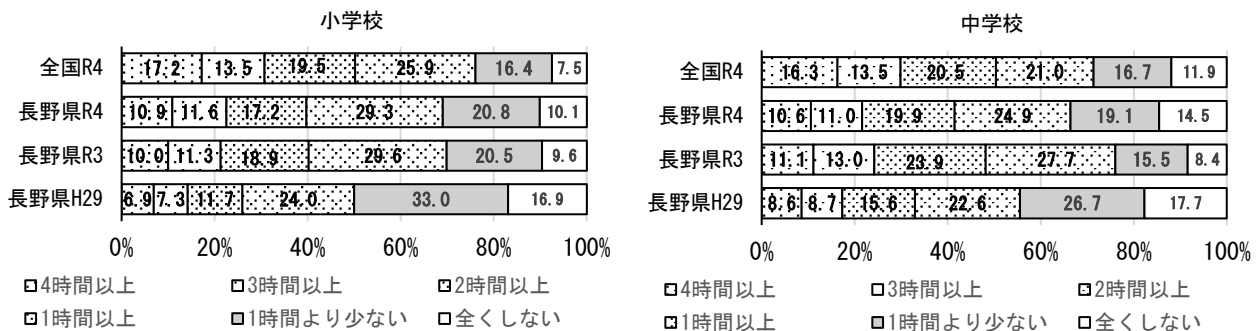 小学校
全国R4 17.2 13.5 19.5 25.9 16.4 7.5
長野県R4 10.9 11.6 17.2 29.3 20.8 10.1
長野県R3 10.0 11.3 18.9 29.6 20.5 9.6
長野県H29 6.9 7.3 11.7 24.0 33.0 16.9
0% 20% 40% 60% 80% 100%
4時間以上 3時間以上 2時間以上
1時間以上 1時間より少ない 全くしない
中学校
全国R4 16.3 13.5 20.5 21.0 16.7 11.9
長野県R4 10.6 11.0 19.9 24.9 19.1 14.5
長野県R3 11.1 13.0 23.9 27.7 15.5 8.4
長野県H29 8.6 8.7 15.6 22.6 26.7 17.7
0% 20% 40% 60% 80% 100%
4時間以上 3時間以上 2時間以上
1時間以上 1時間より少ない 全くしない